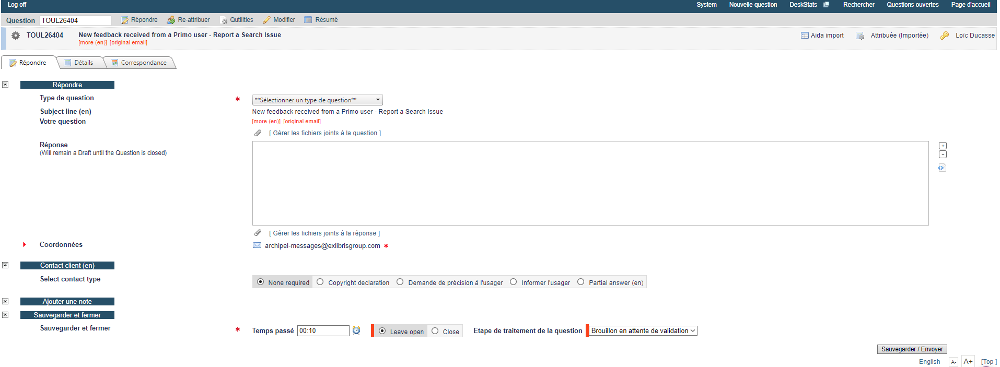 Log off System Nouvelle question DeskStats Rechercher Questions ouvertes Page d'accueil
Question TOUL26404 Répondre Re-attribuer Qutilities Modifier Résumé
TOUL26404 New feedback received from a Primo user - Report a Search Issue Aida import Attribuée (Importée) Loïc Ducasse
[more (en)] [original email]
Répondre Détails Correspondance
Répondre
Type de question * **Sélectionner un type de question**
Subject line (en) New feedback received from a Primo user - Report a Search Issue
Votre question [more (en)] [original email]
[ Gérer les fichiers joints à la question ]
Réponse
(Will remain a Draft until the Question is closed)
[ Gérer les fichiers joints à la réponse ]
Coordonnées archipel-messages@exlibrisgroup.com *
Contact client (en)
Select contact type None required Copyright declaration Demande de précision à l'usager Informer l'usager Partial answer (en)
Ajouter une note
Sauvegarder et fermer
Sauvegarder et fermer * Temps passé 00:10 Leave open Close Etape de traitement de la question Brouillon en attente de validation
Sauvegarder / Envoyer
English A- A+ [Top ]